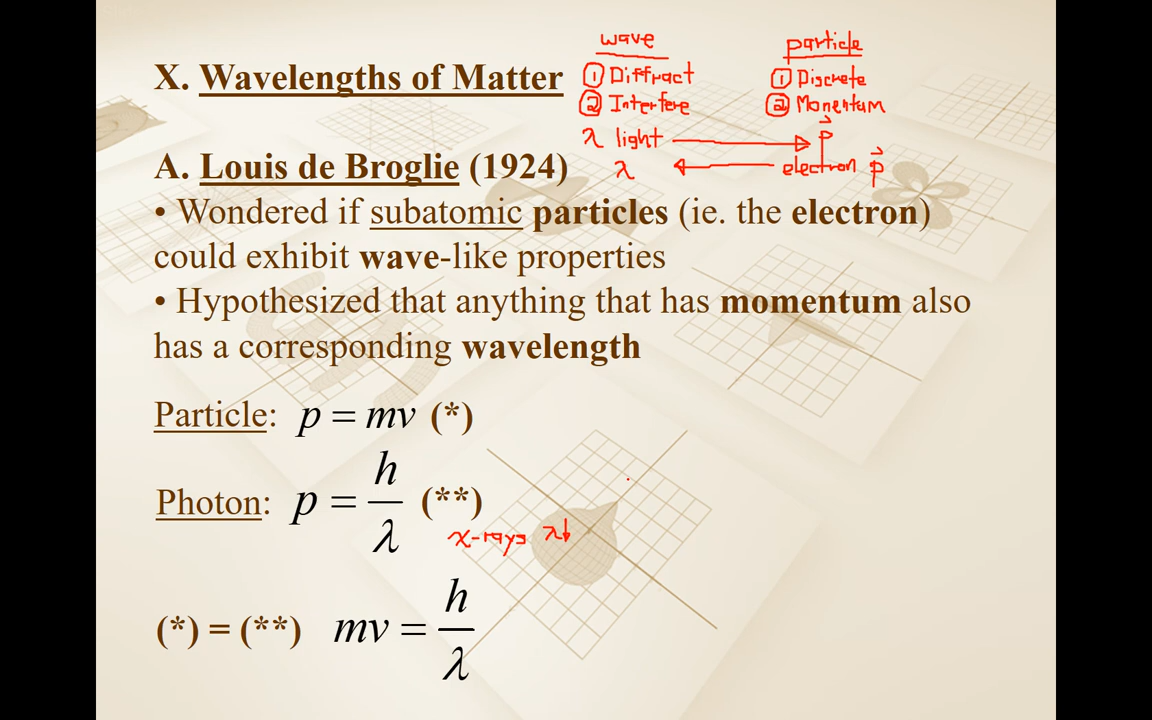 X. Wavelengths of Matter
wave
① Diffract
② Interfere
λ light
λ
particle
① Discrete
② Momentum
p⃗
electron p⃗
A. Louis de Broglie (1924)
• Wondered if subatomic particles (ie. the electron)
could exhibit wave-like properties
• Hypothesized that anything that has momentum also
has a corresponding wavelength
Particle: p = mv (*)
Photon: p = h/λ (**)
x-rays λ↓
(*) = (**) mv = h/λ